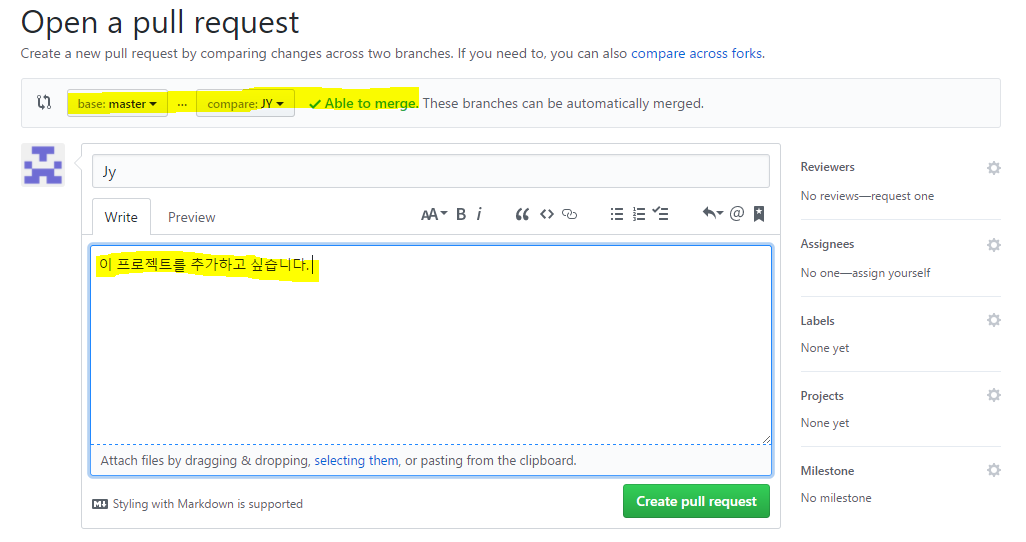 Open a pull request
Create a new pull request by comparing changes across two branches. If you need to, you can also compare across forks.
base: master ... compare: JY ✓ Able to merge. These branches can be automatically merged.
Jy
Write Preview AA B i @
이 프로젝트를 추가하고 싶습니다.
Attach files by dragging & dropping, selecting them, or pasting from the clipboard.
Styling with Markdown is supported
Create pull request
Reviewers
No reviews—request one
Assignees
No one—assign yourself
Labels
None yet
Projects
None yet
Milestone
No milestone